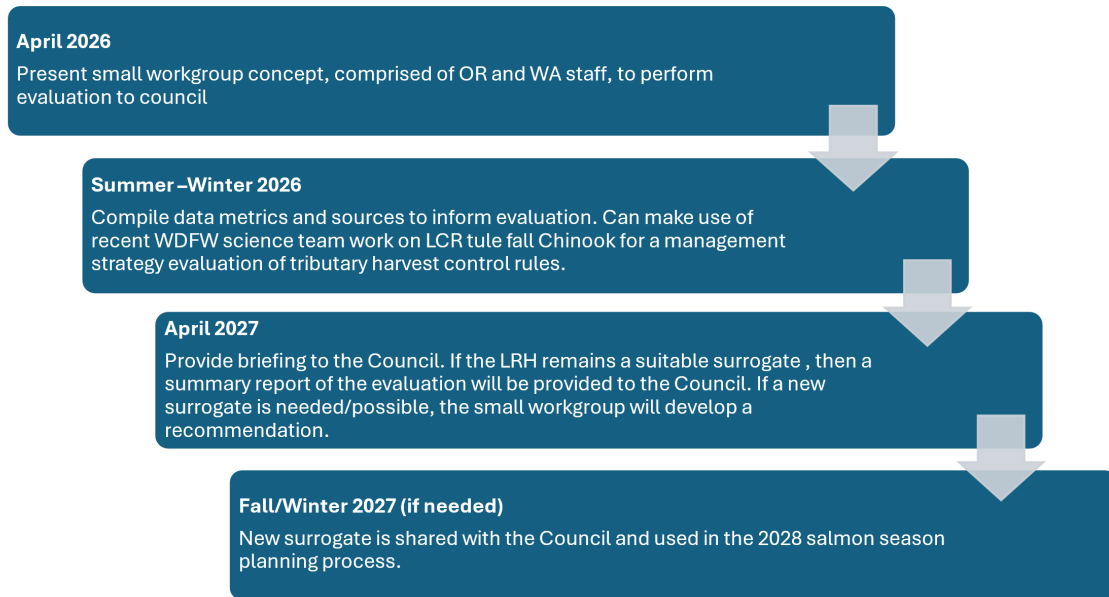 April 2026
Present small workgroup concept, comprised of OR and WA staff, to perform
evaluation to council
Summer–Winter 2026
Compile data metrics and sources to inform evaluation. Can make use of
recent WDFW science team work on LCR tule fall Chinook for a management
strategy evaluation of tributary harvest control rules.
April 2027
Provide briefing to the Council. If the LRH remains a suitable surrogate , then a
summary report of the evaluation will be provided to the Council. If a new
surrogate is needed/possible, the small workgroup will develop a
recommendation.
Fall/Winter 2027 (if needed)
New surrogate is shared with the Council and used in the 2028 salmon season
planning process.